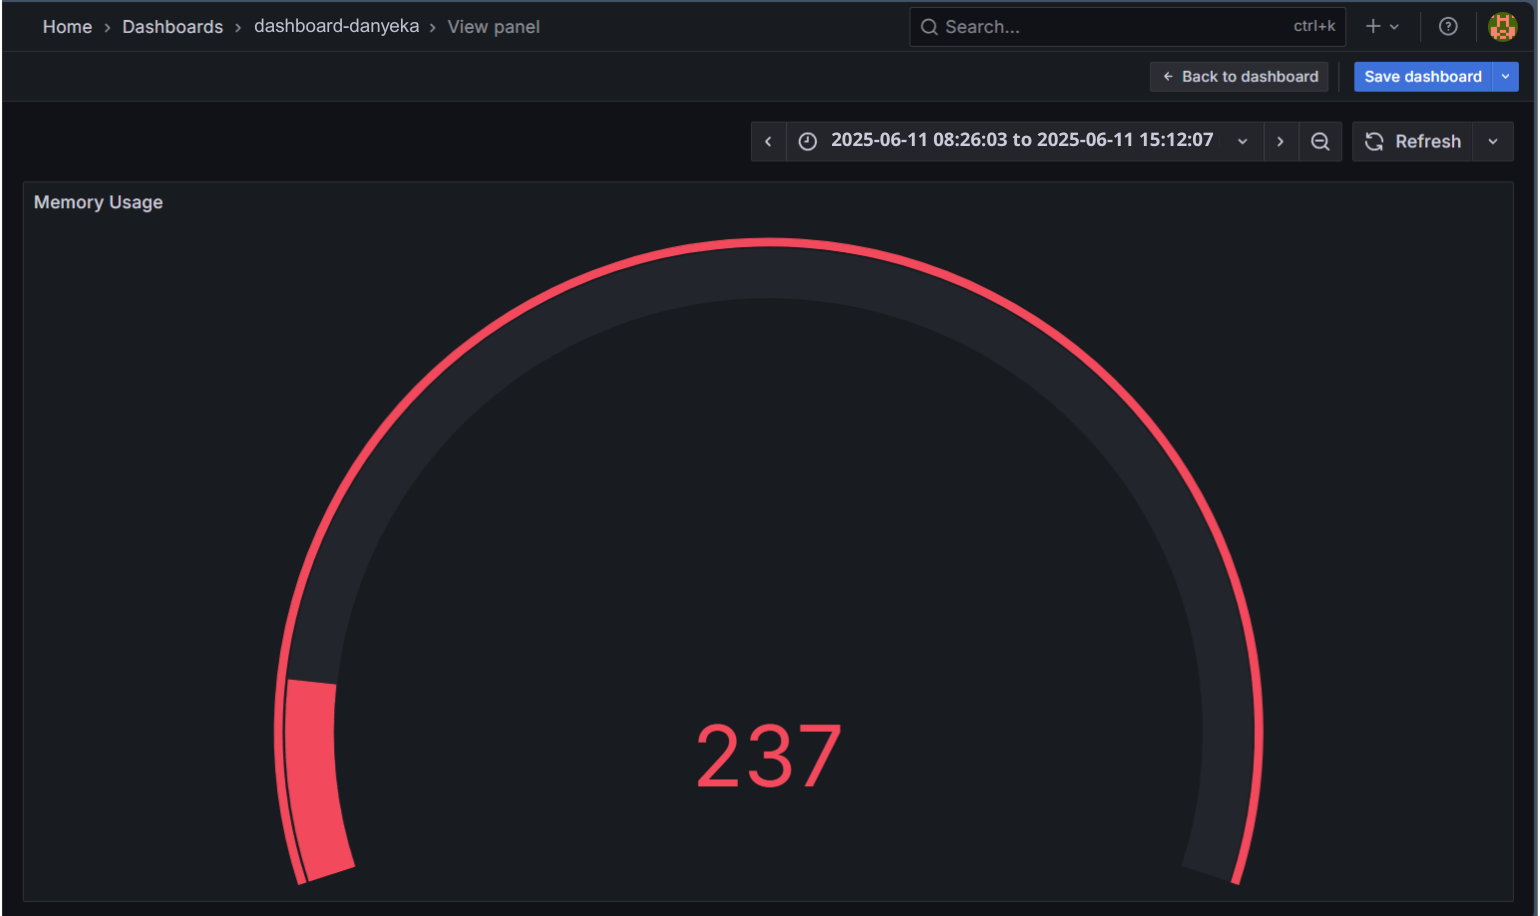 Home › Dashboards › dashboard-danyeka › View panel
Search... ctrl+k
← Back to dashboard
Save dashboard
2025-06-11 08:26:03 to 2025-06-11 15:12:07
Refresh
Memory Usage
237